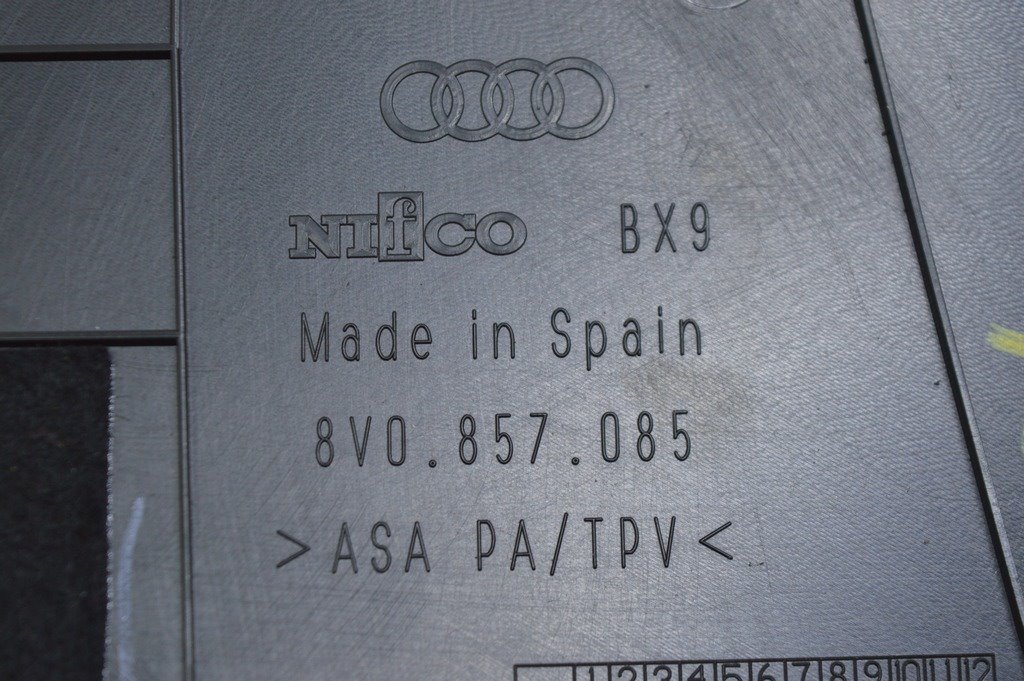 NIfCO BX9
Made in Spain
8V0.857.085
>ASA PA/TPV<
1 2 3 4 5 6 7 8 9 10 11 12